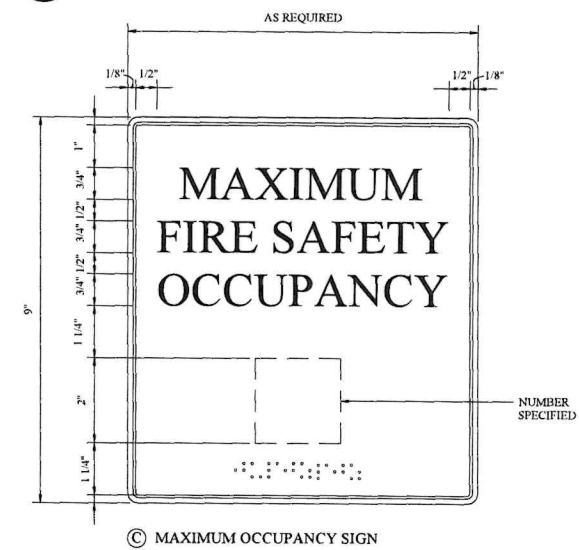 AS REQUIRED
1/8" 1/2" 1/2" 1/8"
1"
3/4"
1/2"
3/4"
1/2"
3/4"
1 1/4"
2"
1 1/4"
9"
MAXIMUM
FIRE SAFETY
OCCUPANCY
NUMBER
SPECIFIED
C MAXIMUM OCCUPANCY SIGN